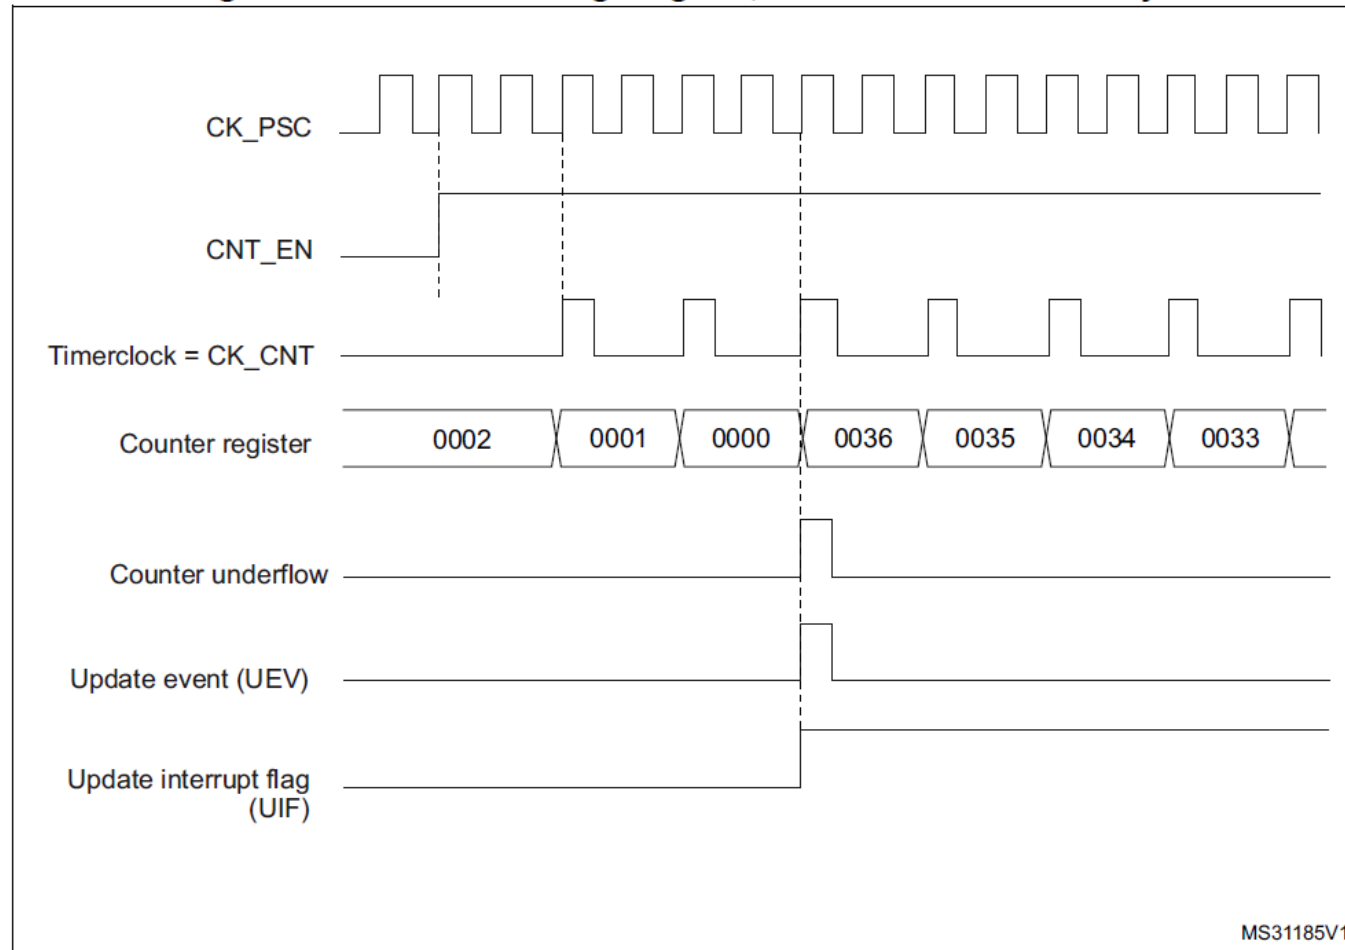 CK_PSC
CNT_EN
Timerclock = CK_CNT
Counter register
0002 0001 0000 0036 0035 0034 0033
Counter underflow
Update event (UEV)
Update interrupt flag
(UIF)
MS31185V1